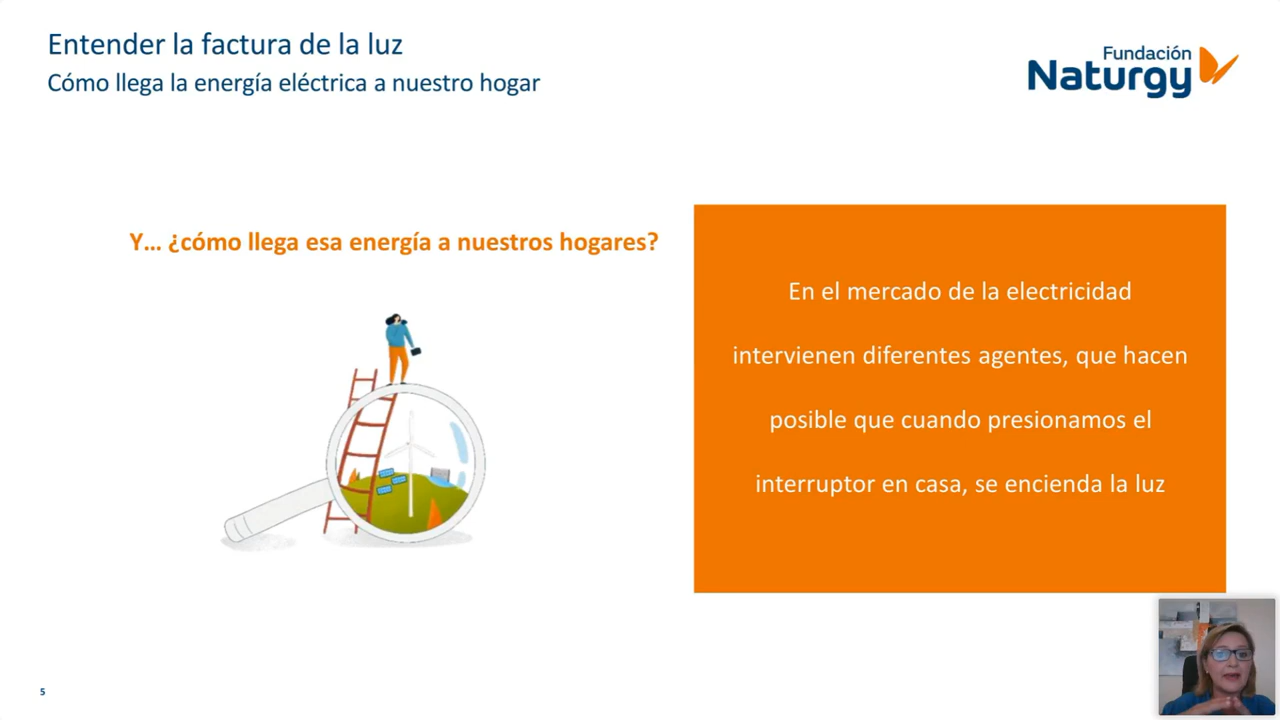 Entender la factura de la luz
Cómo llega la energía eléctrica a nuestro hogar
Fundación
Naturgy
Y... ¿cómo llega esa energía a nuestros hogares?
En el mercado de la electricidad
intervienen diferentes agentes, que hacen
posible que cuando presionamos el
interruptor en casa, se encienda la luz
5